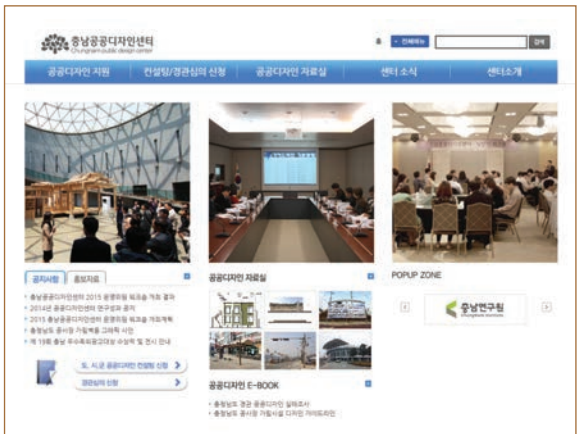 충남공공디자인센터
Chungnam public design center
홈 + 전체메뉴 검색
공공디자인 지원 컨설팅/경관심의 신청 공공디자인 자료실 센터 소식 센터소개
공지사항 홍보자료
충남공공디자인센터 2015 운영위원 워크숍 개최 결과
2014년 공공디자인센터 연구성과 공지
2015 충남공공디자인센터 운영위원 워크숍 개최계획
충청남도 공사장 가림벽용 그래픽 시안
제 19회 충남 우수옥외광고대상 수상작 및 전시 안내
도, 시,군 공공디자인 컨설팅 신청
경관심의 신청
공공디자인 자료실
공공디자인 E-BOOK
충청남도 경관 공공디자인 실태조사
충청남도 공사장 가림시설 디자인 가이드라인
POPUP ZONE
충남연구원